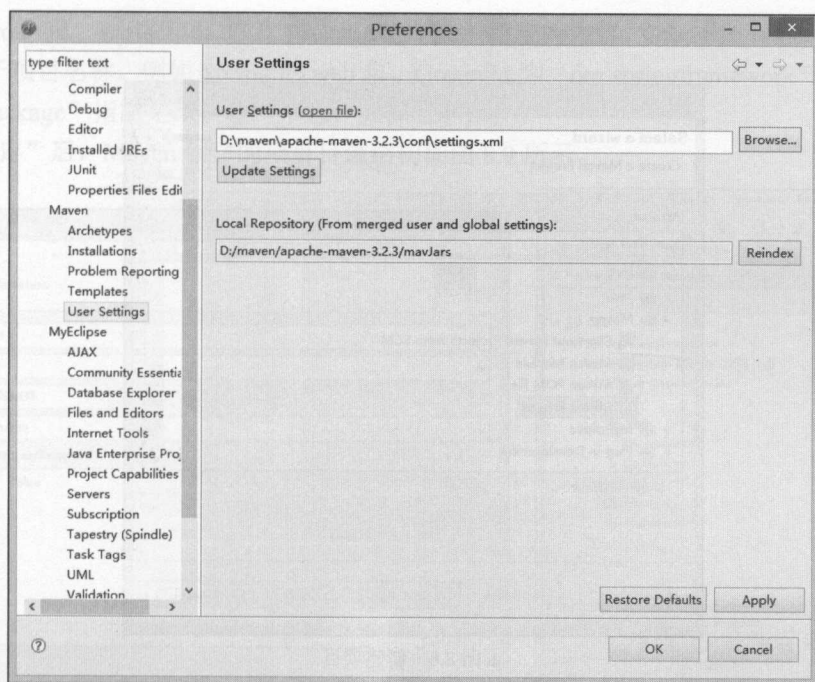 Preferences
type filter text
Compiler
Debug
Editor
Installed JREs
JUnit
Properties Files Edit
Maven
Archetypes
Installations
Problem Reporting
Templates
User Settings
MyEclipse
AJAX
Community Essentia
Database Explorer
Files and Editors
Internet Tools
Java Enterprise Proj
Project Capabilities
Servers
Subscription
Tapestry (Spindle)
Task Tags
UML
Validation
User Settings
User Settings (open file):
D:\maven\apache-maven-3.2.3\conf\settings.xml
Browse...
Update Settings
Local Repository (From merged user and global settings):
D:/maven/apache-maven-3.2.3/mavJars
Reindex
Restore Defaults
Apply
OK
Cancel